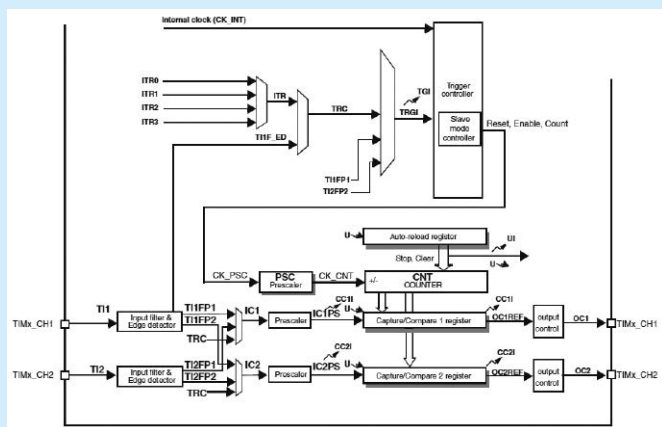 Internal clock (CK_INT)
Trigger
controller
ITR0
ITR1
ITR2
ITR3
ITR
TRC
TRGI
TGI
Slave
mode
controller
Reset, Enable, Count
TI1F_ED
TI1FP1
TI2FP2
U
Auto-reload register
UI
Stop, Clear
U
CK_PSC
PSC
Prescaler
CK_CNT
+/-
CNT
COUNTER
TIMx_CH1
TI1
Input filter &
Edge detector
TI1FP1
TI1FP2
TRC
IC1
Prescaler
IC1PS
CC1I
U
Capture/Compare 1 register
CC1I
OC1REF
output
control
OC1
TIMx_CH1
TIMx_CH2
TI2
Input filter &
Edge detector
TI2FP1
TI2FP2
TRC
IC2
Prescaler
IC2PS
CC2I
U
Capture/Compare 2 register
CC2I
OC2REF
output
control
OC2
TIMx_CH2